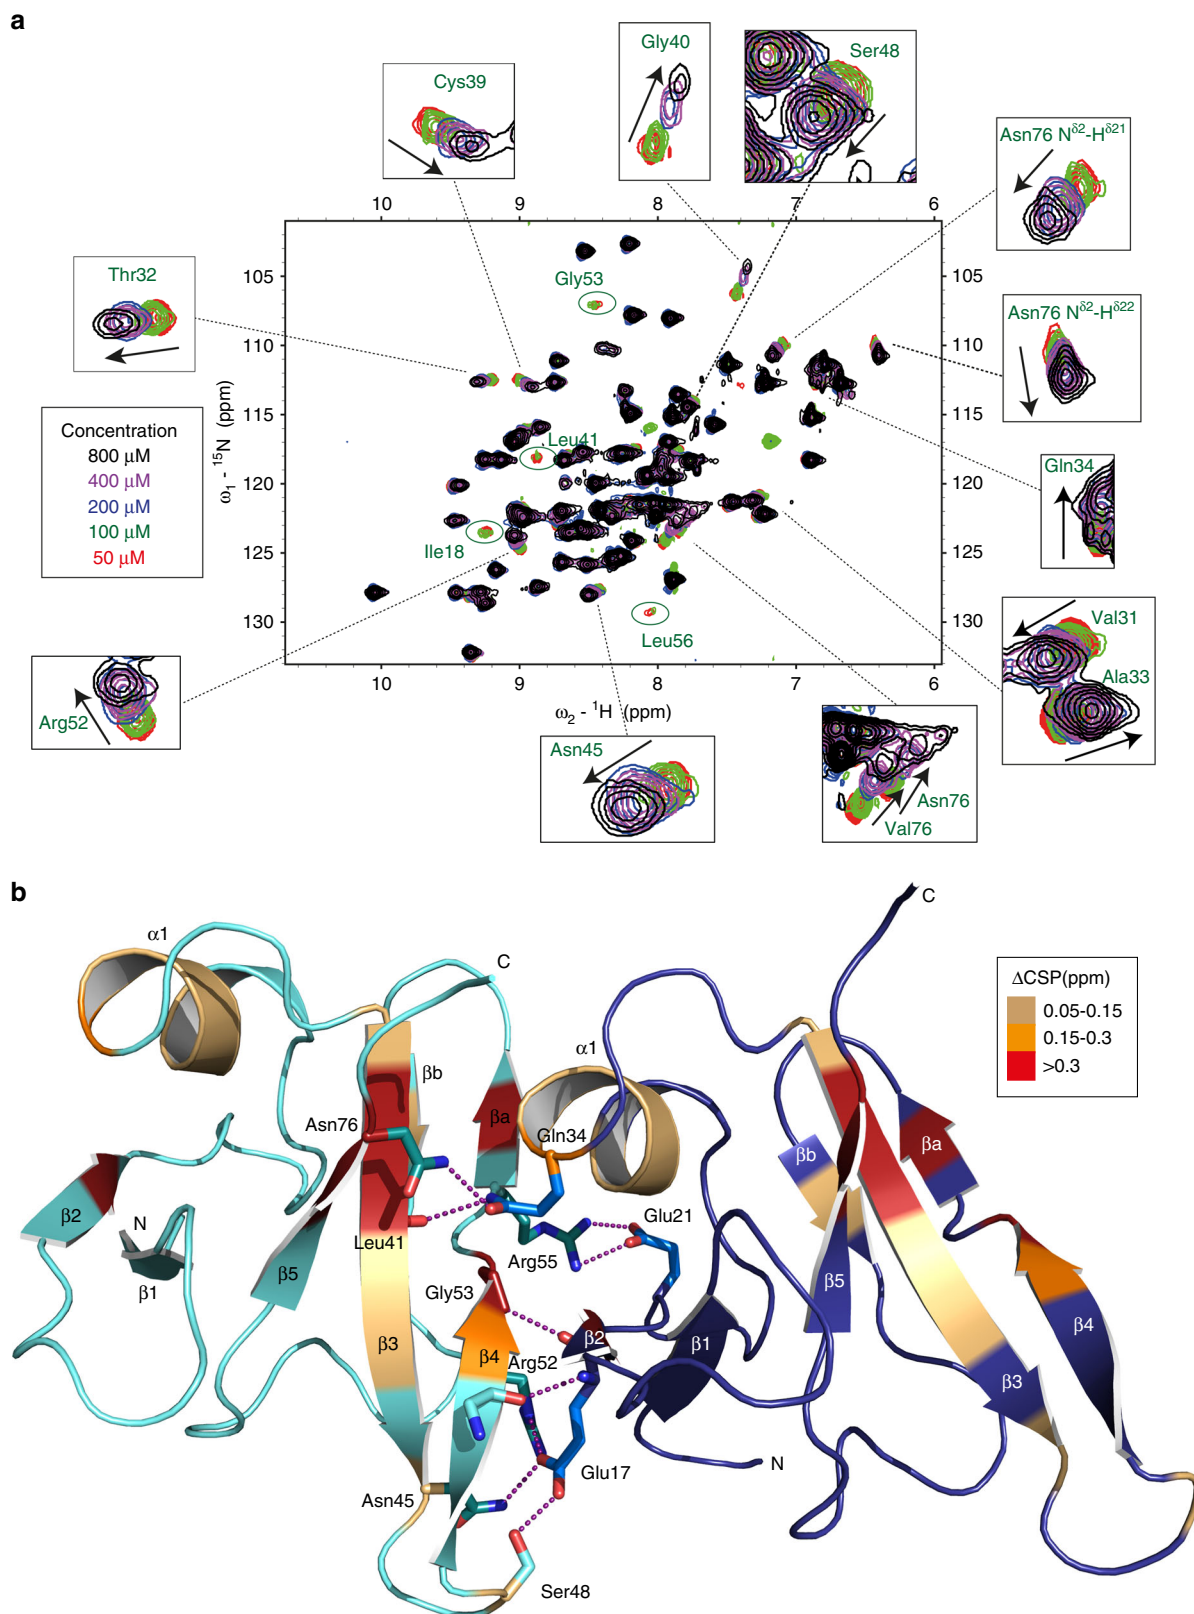 a
Cys39
Gly40
Ser48
Asn76 Nδ2-Hδ21
Thr32
10 9 8 7 6
105
110
115
120
125
130
ω1 - 15N (ppm)
Gly53
Leu41
Ile18
Leu56
105
110
115
120
130
10 9 8 7 6
ω2 - 1H (ppm)
Asn76 Nδ2-Hδ22
Concentration
800 μM
400 μM
200 μM
100 μM
50 μM
Gln34
Val31
Ala33
Arg52
Asn45
Asn76
Val76
b
α1
C
βb
βa
Asn76
β2
N
β1
β5
Leu41
β3
Gly53
β4
Arg52
Arg55
Asn45
Ser48
Glu17
α1
Gln34
Glu21
β2
β1
N
C
βb
βa
β5
β3
β4
ΔCSP(ppm)
0.05-0.15
0.15-0.3
>0.3